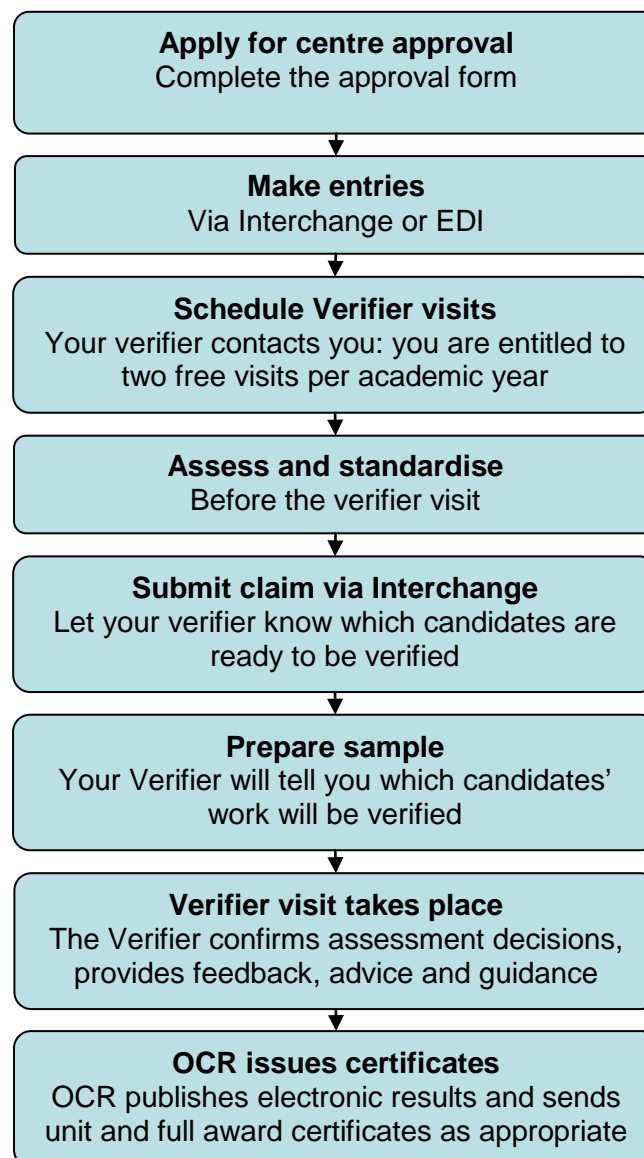 Apply for centre approval
Complete the approval form
Make entries
Via Interchange or EDI
Schedule Verifier visits
Your verifier contacts you: you are entitled to
two free visits per academic year
Assess and standardise
Before the verifier visit
Submit claim via Interchange
Let your verifier know which candidates are
ready to be verified
Prepare sample
Your Verifier will tell you which candidates’
work will be verified
Verifier visit takes place
The Verifier confirms assessment decisions,
provides feedback, advice and guidance
OCR issues certificates
OCR publishes electronic results and sends
unit and full award certificates as appropriate